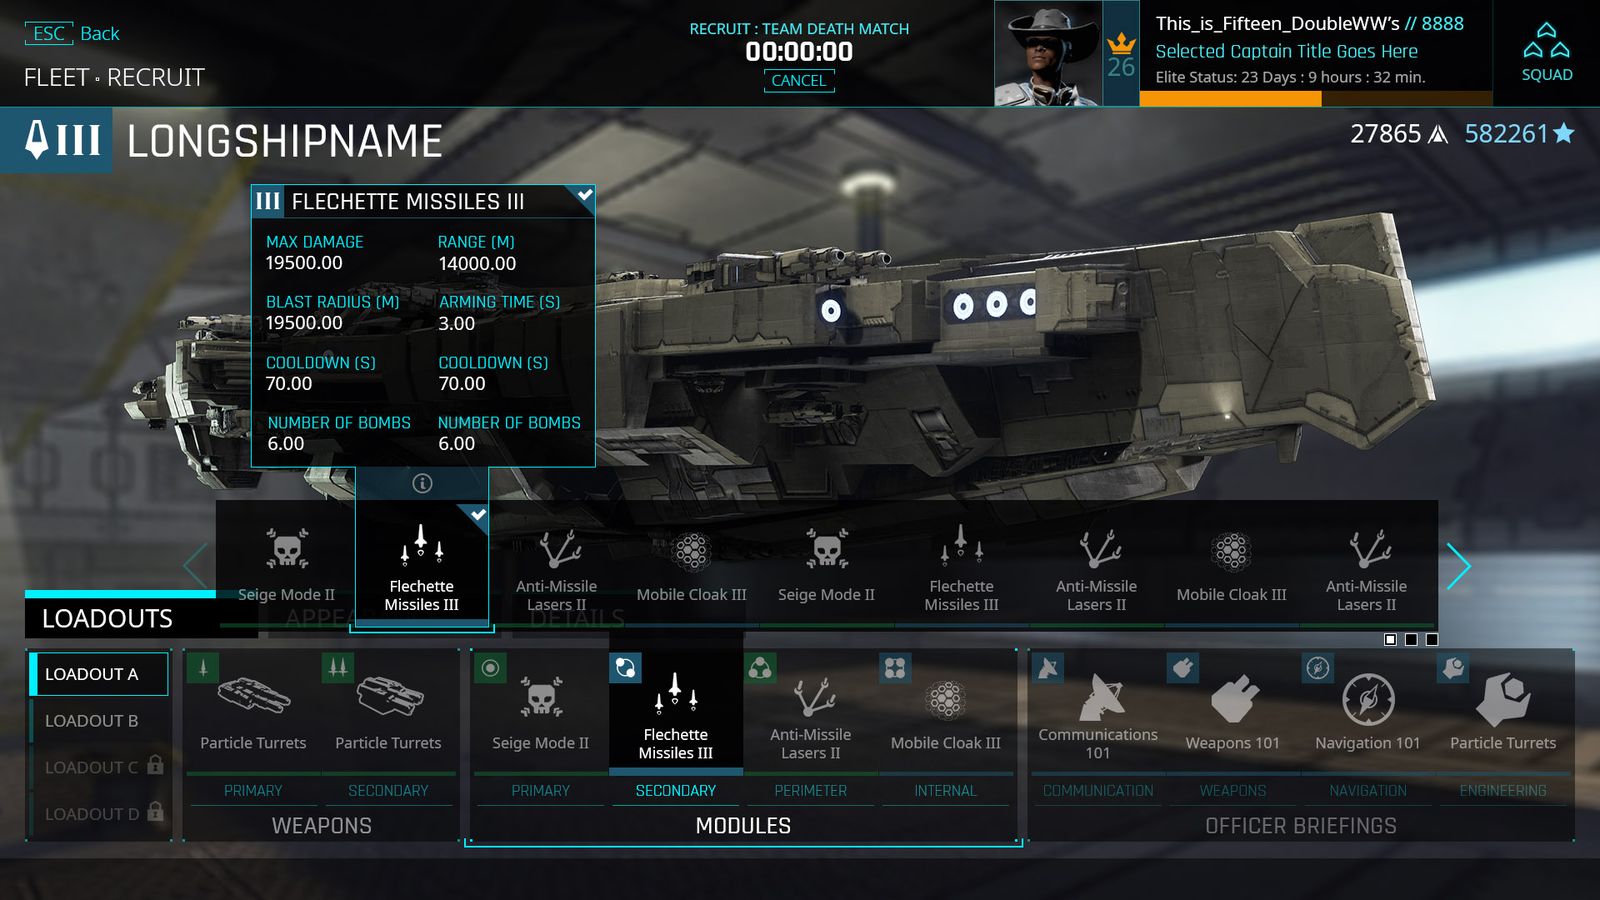 ESC Back
FLEET · RECRUIT
RECRUIT : TEAM DEATH MATCH
00:00:00
CANCEL
26
This_is_Fifteen_DoubleWW's // 8888
Selected Captain Title Goes Here
Elite Status: 23 Days : 9 hours : 32 min.
SQUAD
III LONGSHIPNAME
27865
582261
III FLECHETTE MISSILES III
MAX DAMAGE
19500.00
RANGE (M)
14000.00
BLAST RADIUS (M)
19500.00
ARMING TIME (S)
3.00
COOLDOWN (S)
70.00
COOLDOWN (S)
70.00
NUMBER OF BOMBS
6.00
NUMBER OF BOMBS
6.00
Seige Mode II
Flechette
Missiles III
Anti-Missile
Lasers II
Mobile Cloak III
Seige Mode II
Flechette
Missiles III
Anti-Missile
Lasers II
Mobile Cloak III
Anti-Missile
Lasers II
LOADOUTS
DETAILS
LOADOUT A
LOADOUT B
LOADOUT C
LOADOUT D
Particle Turrets
PRIMARY
Particle Turrets
SECONDARY
WEAPONS
Seige Mode II
PRIMARY
Flechette
Missiles III
SECONDARY
Anti-Missile
Lasers II
PERIMETER
Mobile Cloak III
INTERNAL
MODULES
Communications
101
COMMUNICATION
Weapons 101
WEAPONS
Navigation 101
NAVIGATION
Particle Turrets
ENGINEERING
OFFICER BRIEFINGS